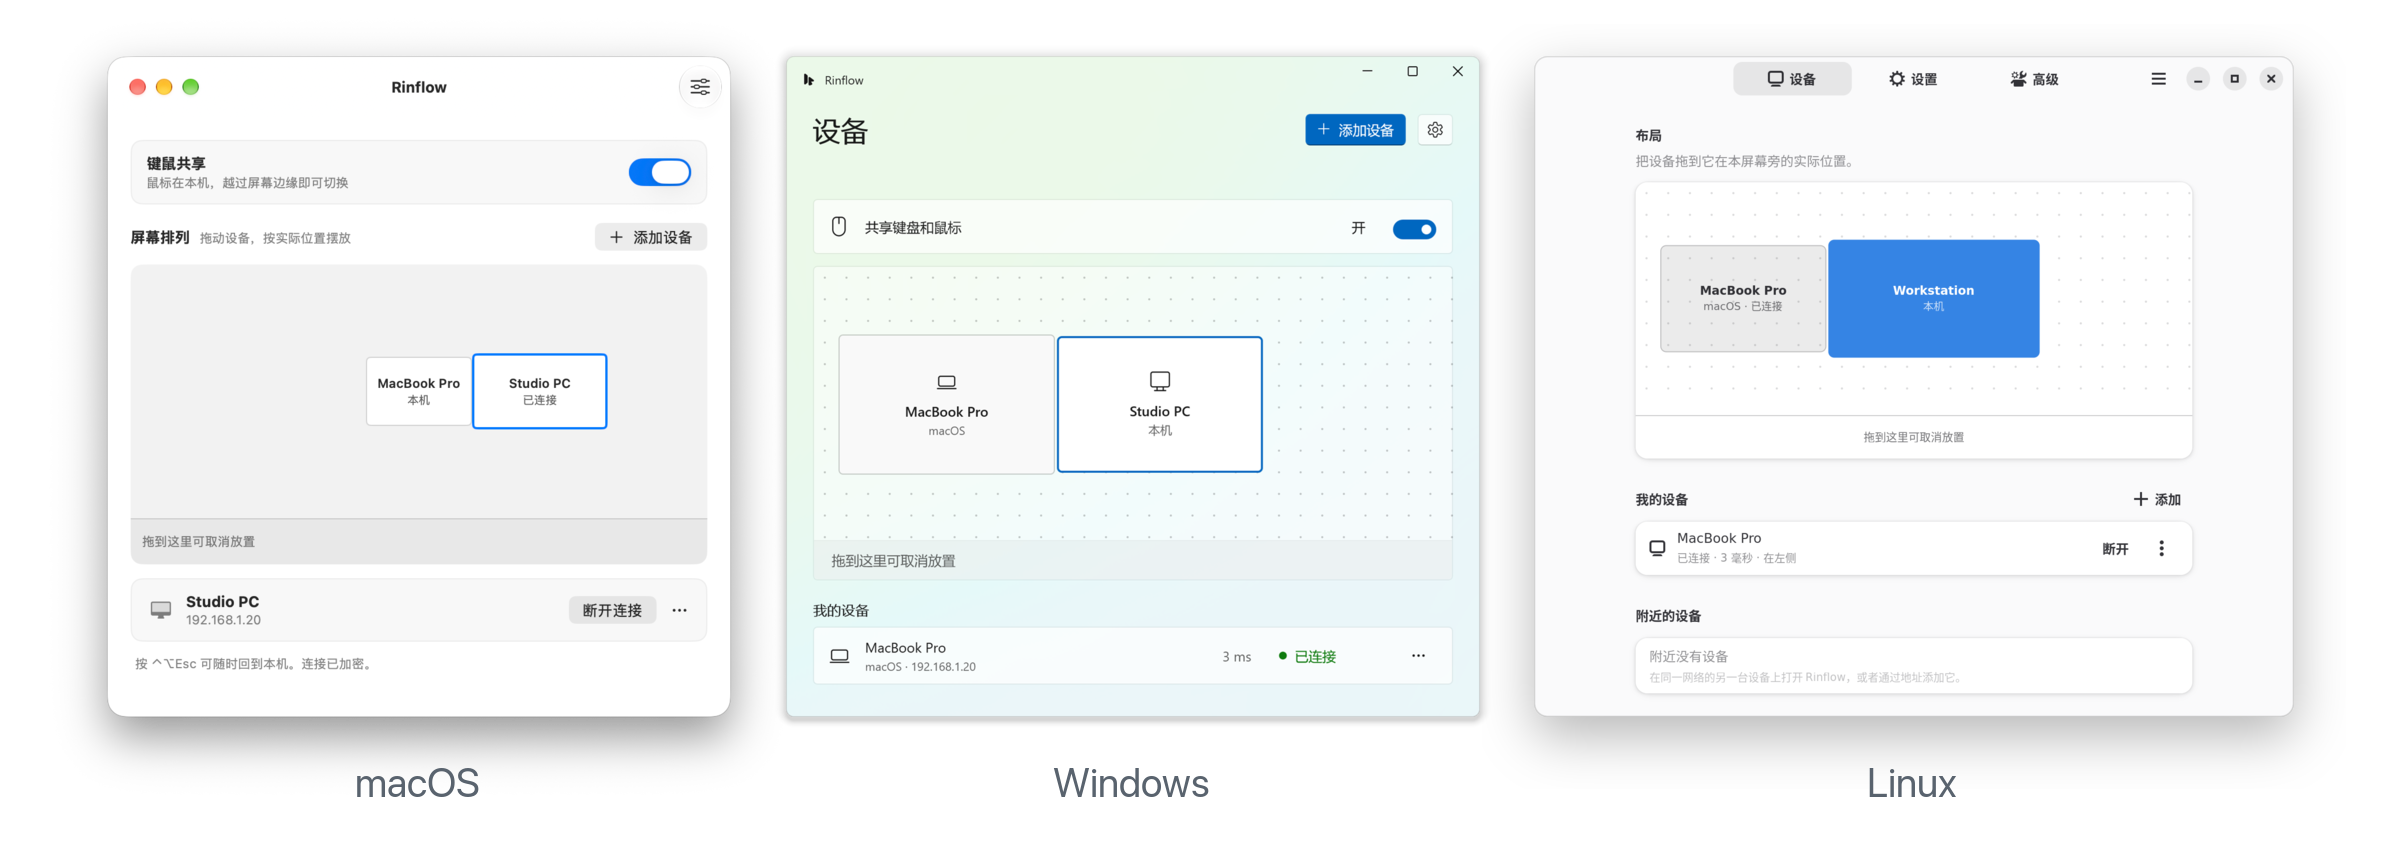 Rinflow
键鼠共享
鼠标在本机，越过屏幕边缘即可切换
屏幕排列 拖动设备，按实际位置摆放
添加设备
MacBook Pro
本机
Studio PC
已连接
拖到这里可取消放置
Studio PC
192.168.1.20
断开连接
按 ^⌥Esc 可随时回到本机。连接已加密。
macOS
Rinflow
设备
添加设备
共享键盘和鼠标
开
MacBook Pro
macOS
Studio PC
本机
拖到这里可取消放置
我的设备
MacBook Pro
macOS · 192.168.1.20
3 ms
已连接
Windows
设备
设置
高级
布局
把设备拖到它在本屏幕旁的实际位置。
MacBook Pro
macOS · 已连接
Workstation
本机
拖到这里可取消放置
我的设备
添加
MacBook Pro
已连接 · 3 毫秒 · 在左侧
断开
附近的设备
附近没有设备
在同一网络的另一台设备上打开 Rinflow，或者通过地址添加它。
Linux